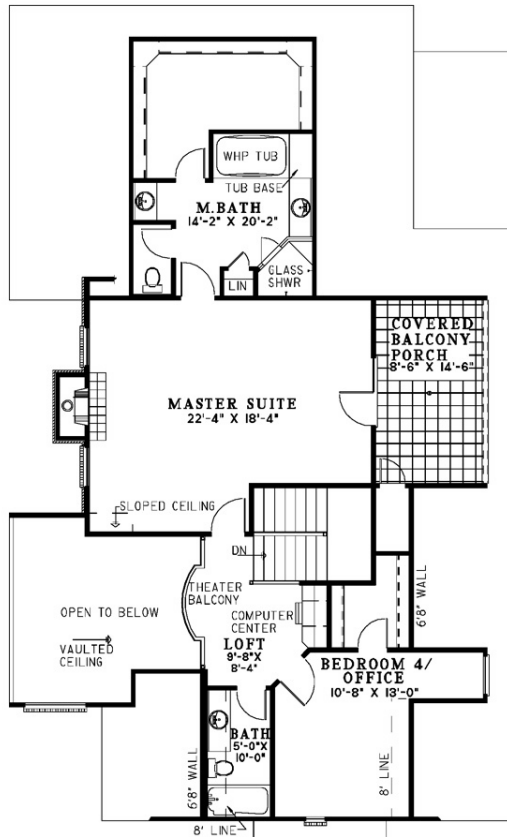 WHP TUB
TUB BASE
M.BATH
14'-2" X 20'-2"
GLASS
SHWR
LIN
COVERED
BALCONY
PORCH
8'-6" X 14'-6"
MASTER SUITE
22'-4" X 18'-4"
SLOPED CEILING
DN
THEATER
BALCONY
OPEN TO BELOW
COMPUTER
CENTER
VAULTED
CEILING
LOFT
9'-8"X
8'-4"
6'8" WALL
BEDROOM 4/
OFFICE
10'-8" X 13'-0"
BATH
5'-0"X
10'-0"
6'8" WALL
8' LINE
8' LINE